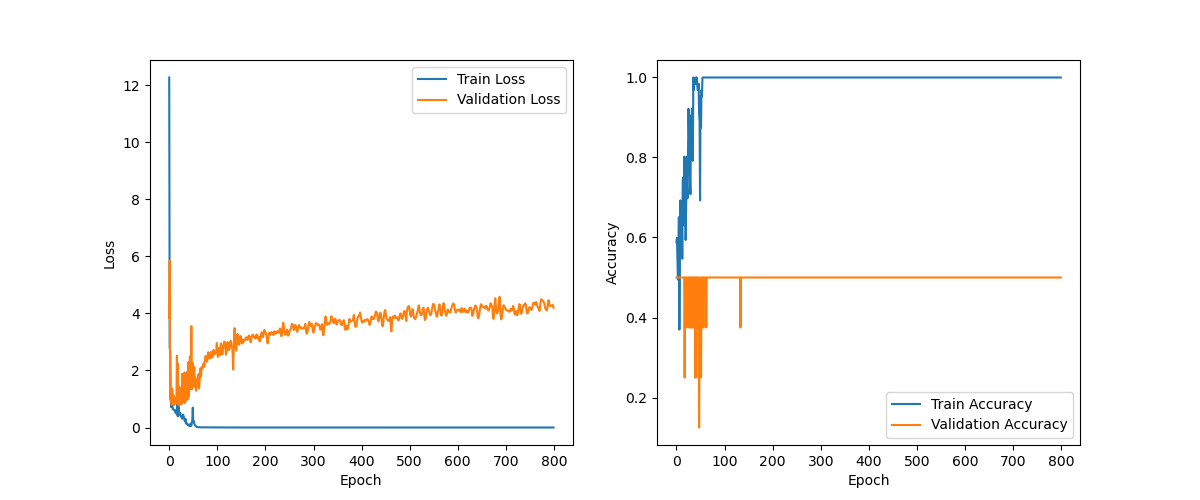 12
10
8
6
4
2
0
Loss
0 100 200 300 400 500 600 700 800
Epoch
Train Loss
Validation Loss
1.0
0.8
0.6
0.4
0.2
Accuracy
0 100 200 300 400 500 600 700 800
Epoch
Train Accuracy
Validation Accuracy